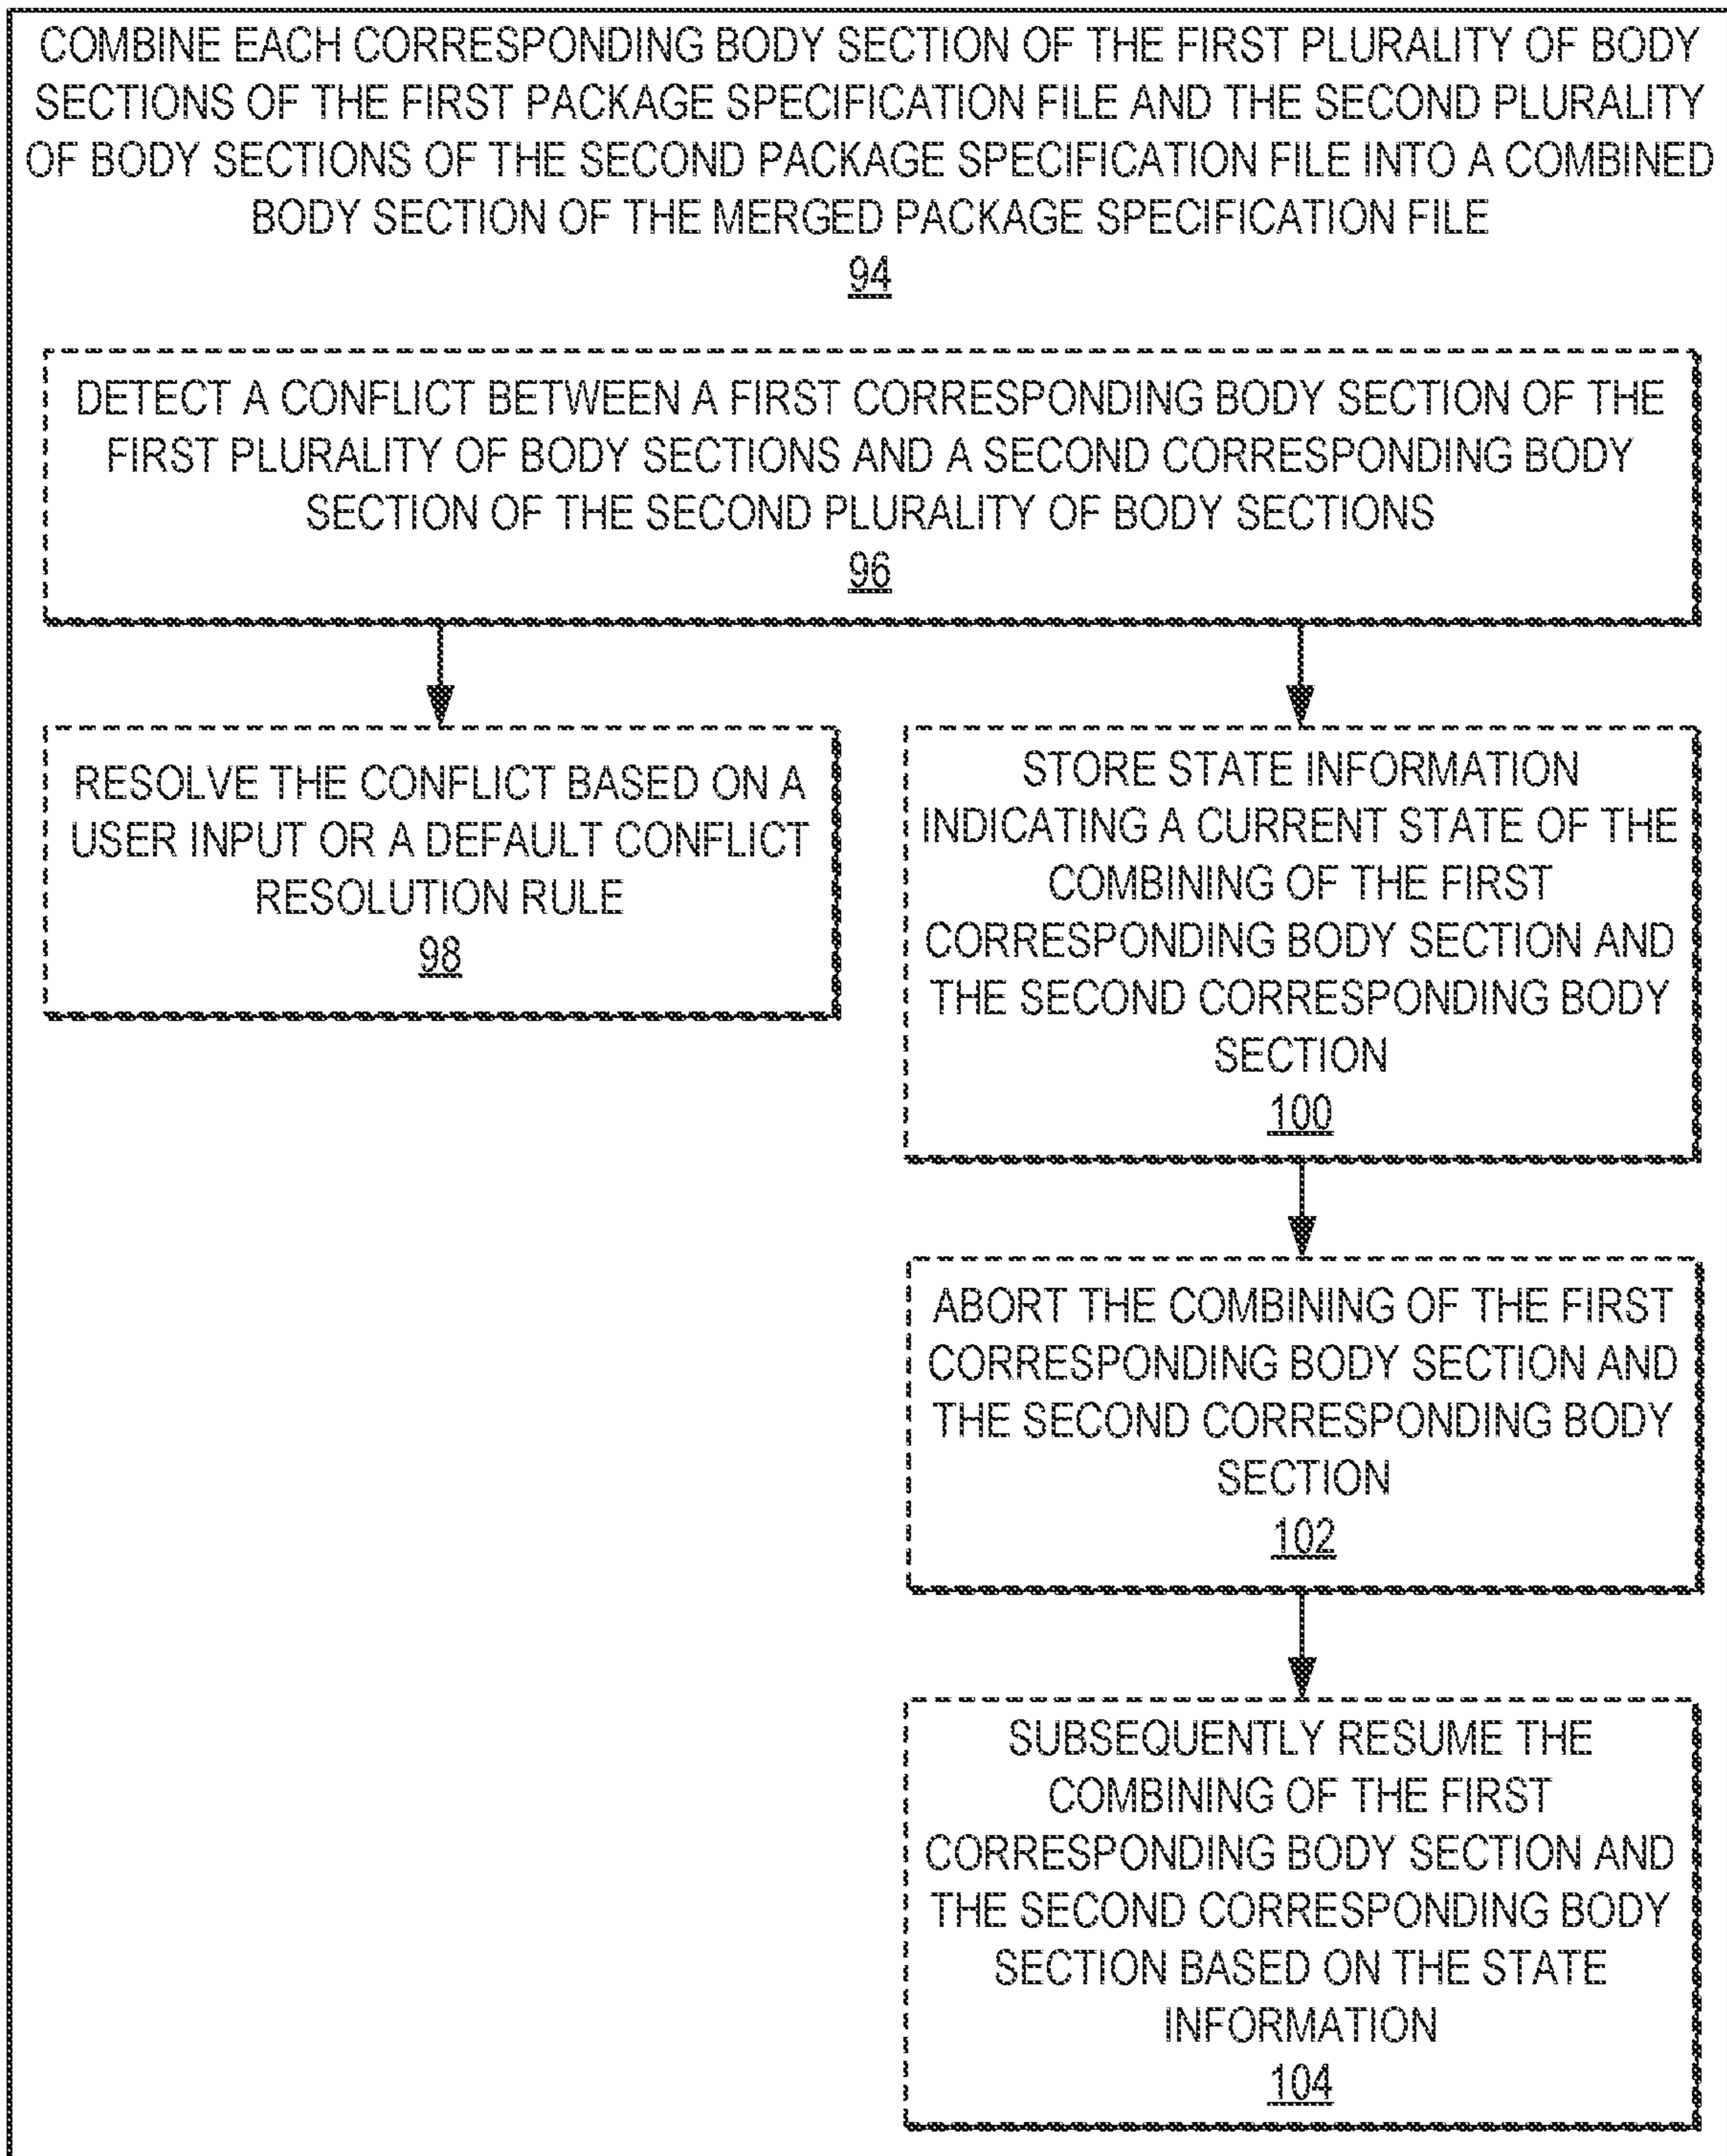 COMBINE EACH CORRESPONDING BODY SECTION OF THE FIRST PLURALITY OF BODY
SECTIONS OF THE FIRST PACKAGE SPECIFICATION FILE AND THE SECOND PLURALITY
OF BODY SECTIONS OF THE SECOND PACKAGE SPECIFICATION FILE INTO A COMBINED
BODY SECTION OF THE MERGED PACKAGE SPECIFICATION FILE
94
DETECT A CONFLICT BETWEEN A FIRST CORRESPONDING BODY SECTION OF THE
FIRST PLURALITY OF BODY SECTIONS AND A SECOND CORRESPONDING BODY
SECTION OF THE SECOND PLURALITY OF BODY SECTIONS
96
RESOLVE THE CONFLICT BASED ON A
USER INPUT OR A DEFAULT CONFLICT
RESOLUTION RULE
98
STORE STATE INFORMATION
INDICATING A CURRENT STATE OF THE
COMBINING OF THE FIRST
CORRESPONDING BODY SECTION AND
THE SECOND CORRESPONDING BODY
SECTION
100
ABORT THE COMBINING OF THE FIRST
CORRESPONDING BODY SECTION AND
THE SECOND CORRESPONDING BODY
SECTION
102
SUBSEQUENTLY RESUME THE
COMBINING OF THE FIRST
CORRESPONDING BODY SECTION AND
THE SECOND CORRESPONDING BODY
SECTION BASED ON THE STATE
INFORMATION
104